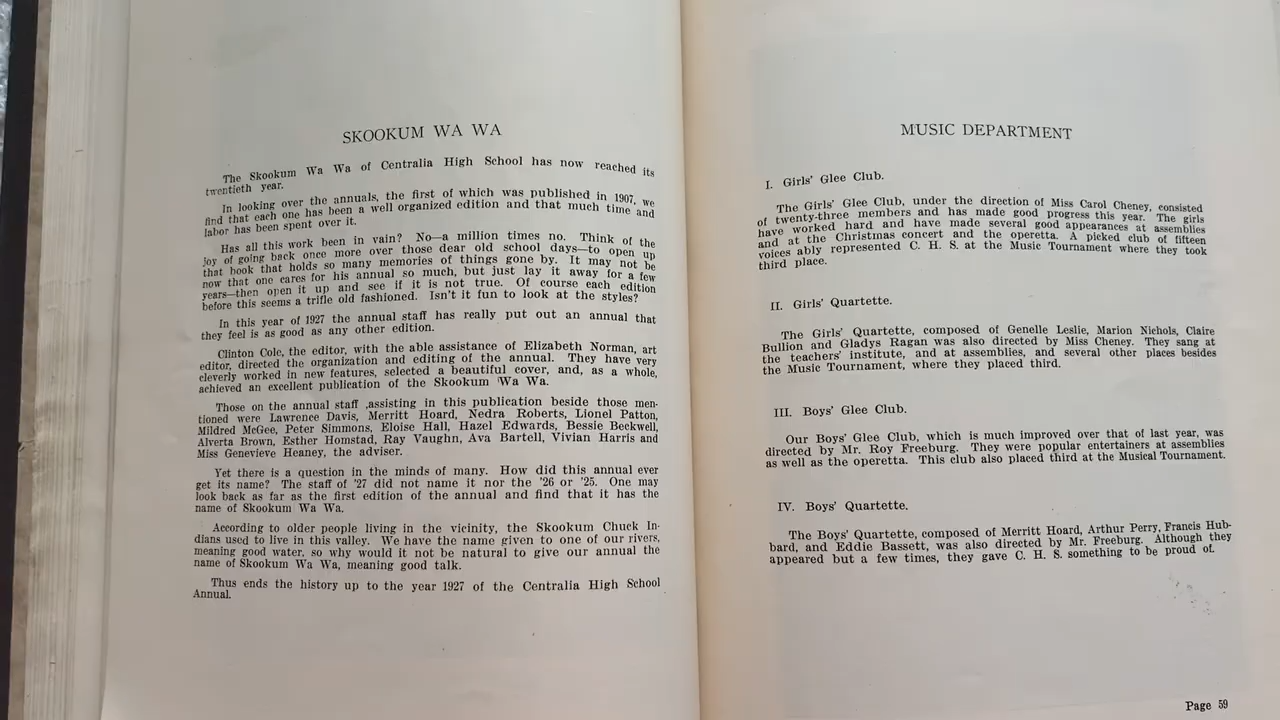 SKOOKUM WA WA
The Skookum Wa Wa of Centralia High School has now reached its
twentieth year.
In looking over the annuals, the first of which was published in 1907, we
find that each one has been a well organized edition and that much time and
labor has been spent over it.
Has all this work been in vain? No—a million times no. Think of the
joy of going back once more over those dear old school days—to open up
that book that holds so many memories of things gone by. It may not be
now that one cares for his annual so much, but just lay it away for a few
years—then open it up and see if it is not true. Of course each edition
before this seems a trifle old fashioned. Isn't it fun to look at the styles?
In this year of 1927 the annual staff has really put out an annual that
they feel is as good as any other edition.
Clinton Cole, the editor, with the able assistance of Elizabeth Norman, art
editor, directed the organization and editing of the annual. They have very
cleverly worked in new features, selected a beautiful cover, and, as a whole,
achieved an excellent publication of the Skookum Wa Wa.
Those on the annual staff ,assisting in this publication beside those men-
tioned were Lawrence Davis, Merritt Hoard, Nedra Roberts, Lionel Patton,
Mildred McGee, Peter Simmons, Eloise Hall, Hazel Edwards, Bessie Beckwell,
Alverta Brown, Esther Homstad, Ray Vaughn, Ava Bartell, Vivian Harris and
Miss Genevieve Heaney, the adviser.
Yet there is a question in the minds of many. How did this annual ever
get its name? The staff of '27 did not name it nor the '26 or '25. One may
look back as far as the first edition of the annual and find that it has the
name of Skookum Wa Wa.
According to older people living in the vicinity, the Skookum Chuck In-
dians used to live in this valley. We have the name given to one of our rivers,
meaning good water, so why would it not be natural to give our annual the
name of Skookum Wa Wa, meaning good talk.
Thus ends the history up to the year 1927 of the Centralia High School
Annual.
MUSIC DEPARTMENT
I. Girls' Glee Club.
The Girls' Glee Club, under the direction of Miss Carol Cheney, consisted
of twenty-three members and has made good progress this year. The girls
have worked hard and have made several good appearances at assemblies
and at the Christmas concert and the operetta. A picked club of fifteen
voices ably represented C. H. S. at the Music Tournament where they took
third place.
II. Girls' Quartette.
The Girls' Quartette, composed of Genelle Leslie, Marion Nichols, Claire
Bullion and Gladys Ragan was also directed by Miss Cheney. They sang at
the teachers' institute, and at assemblies, and several other places besides
the Music Tournament, where they placed third.
III. Boys' Glee Club.
Our Boys' Glee Club, which is much improved over that of last year, was
directed by Mr. Roy Freeburg. They were popular entertainers at assemblies
as well as the operetta. This club also placed third at the Musical Tournament.
IV. Boys' Quartette.
The Boys' Quartette, composed of Merritt Hoard, Arthur Perry, Francis Hub-
bard, and Eddie Bassett, was also directed by Mr. Freeburg. Although they
appeared but a few times, they gave C. H. S. something to be proud of.
Page 59